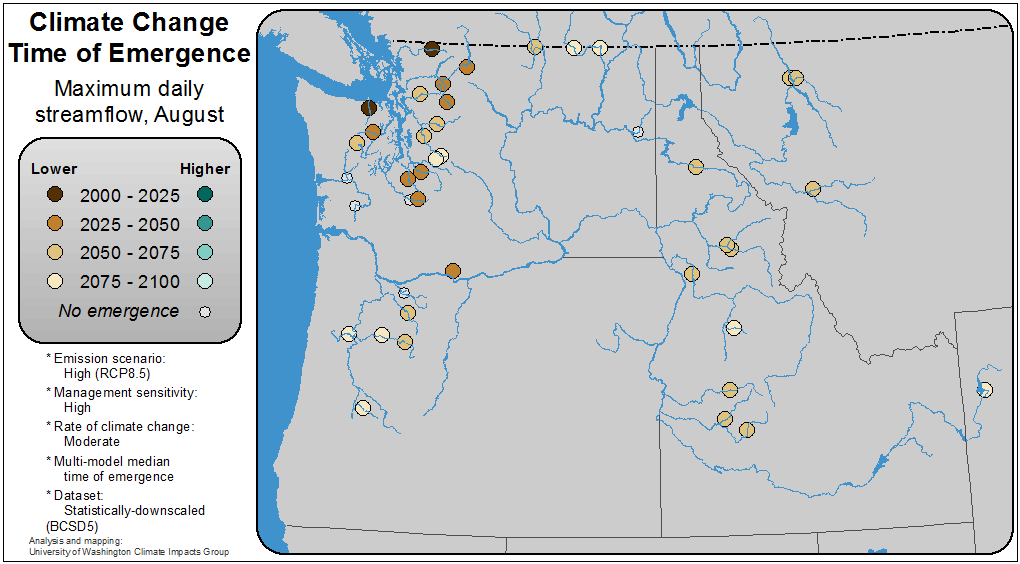 Climate Change
Time of Emergence
Maximum daily
streamflow, August
Lower Higher
2000 - 2025
2025 - 2050
2050 - 2075
2075 - 2100
No emergence
* Emission scenario:
High (RCP8.5)
* Management sensitivity:
High
* Rate of climate change:
Moderate
* Multi-model median
time of emergence
* Dataset:
Statistically-downscaled
(BCSD5)
Analysis and mapping:
University of Washington Climate Impacts Group